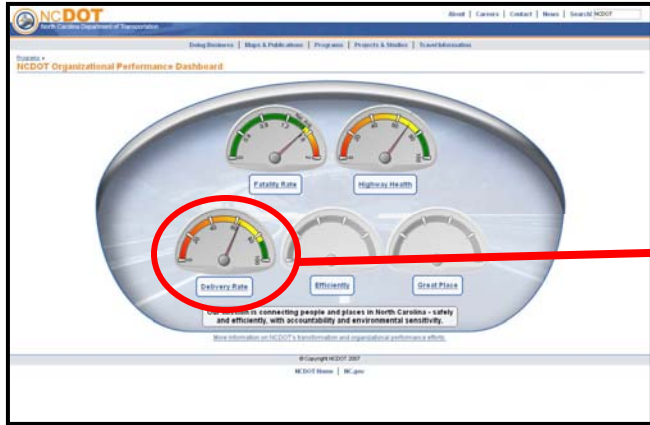 NCDOT
North Carolina Department of Transportation
About | Careers | Contact | News | Search NCDOT
Doing Business | Maps & Publications | Programs | Projects & Studies | Travel Information
Programs
NCDOT Organizational Performance Dashboard
Fatality Rate
Highway Health
Delivery Rate
Efficiently
Great Place
is connecting people and places in North Carolina - safely
and efficiently, with accountability and environmental sensitivity.
More information on NCDOT's transformation and organizational performance efforts.
© Copyright NCDOT 2007
NCDOT Home | NC.gov